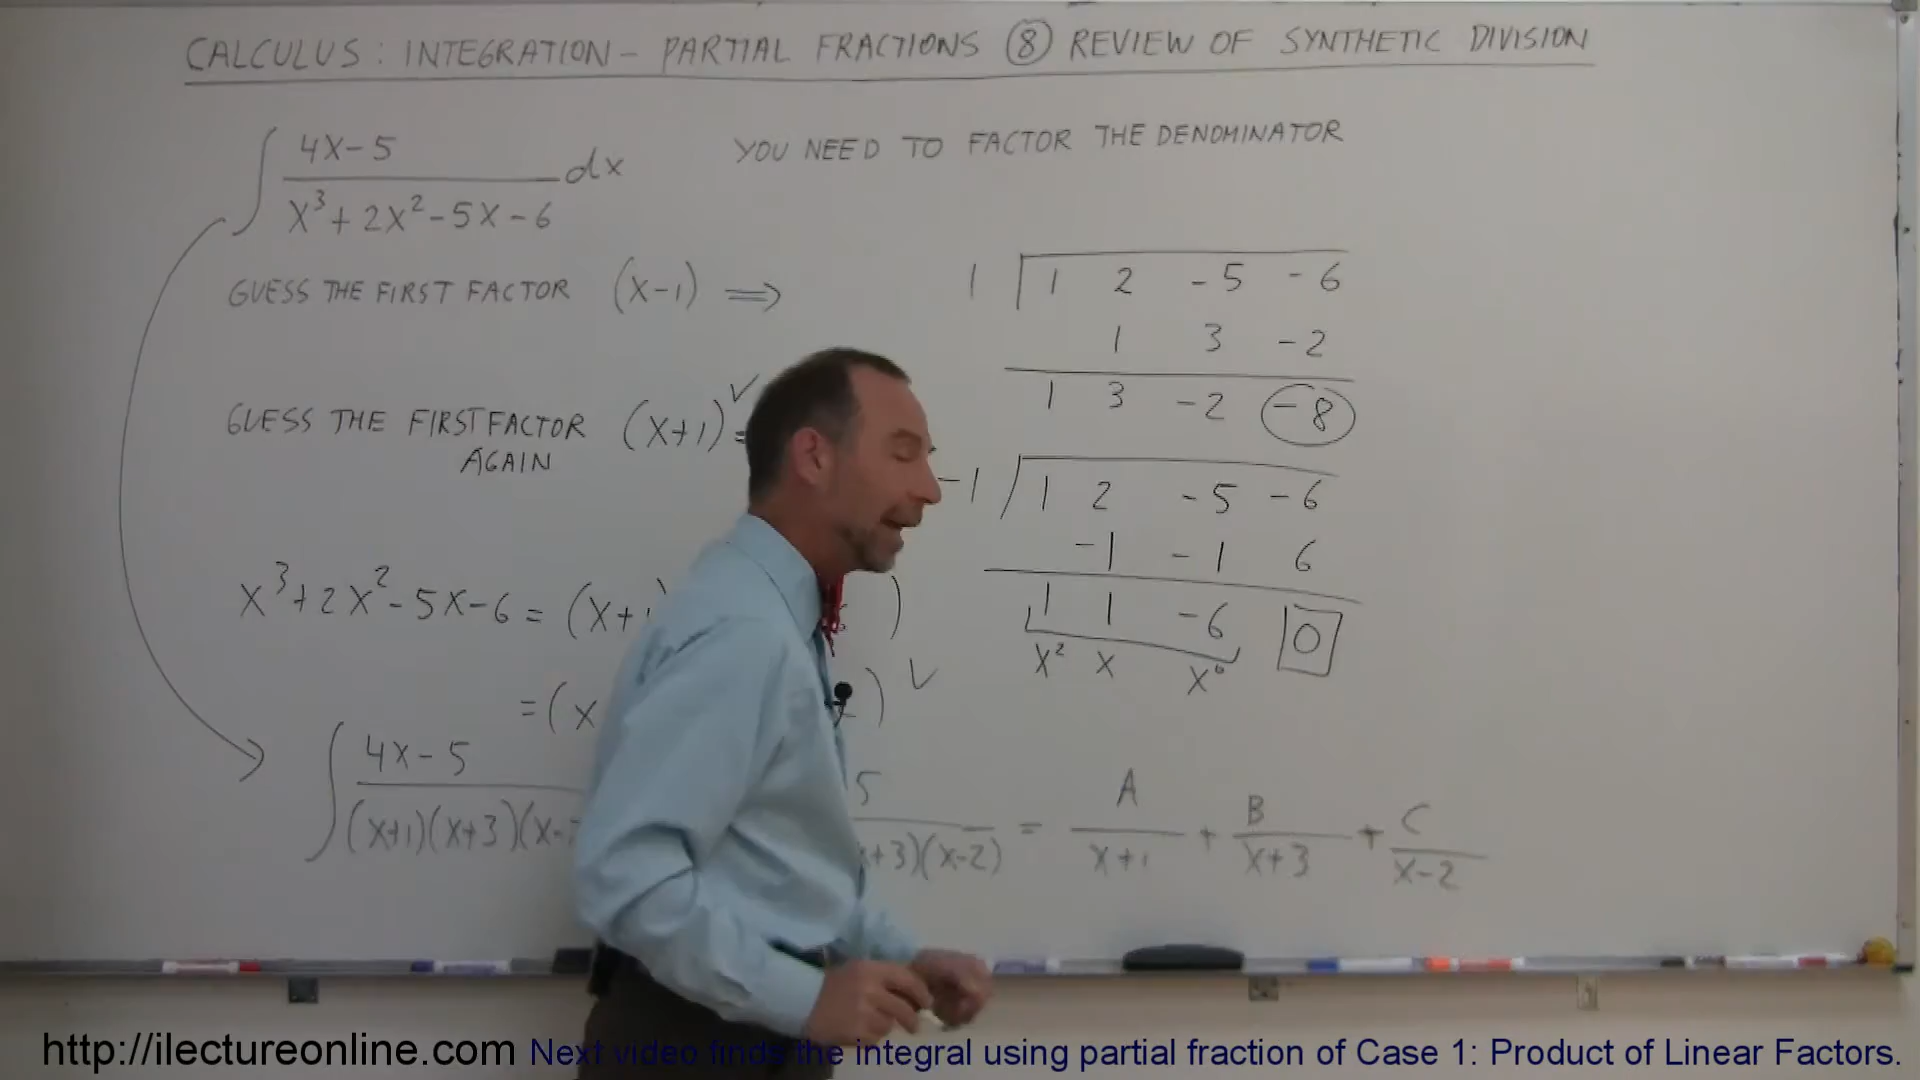 CALCULUS: INTEGRATION - PARTIAL FRACTIONS ⑧ REVIEW OF SYNTHETIC DIVISION
∫ 4X-5 dx
X³+2X²-5X-6
YOU NEED TO FACTOR THE DENOMINATOR
GUESS THE FIRST FACTOR (X-1) ⇒
1 1 2 -5 -6
1 3 -2
1 3 -2 -8
GUESS THE FIRST FACTOR (X+1) ✓
AGAIN
-1 1 2 -5 -6
-1 -1 6
1 1 -6 0
X² X X⁰
X³+2X²-5X-6 = (X+1 )
= (X ) ✓
∫ 4X-5
(X+1)(X+3)(X-
5
+3)(X-2)
= A + B + C
X+1 X+3 X-2
http://ilectureonline.com Next video finds the integral using partial fraction of Case 1: Product of Linear Factors.